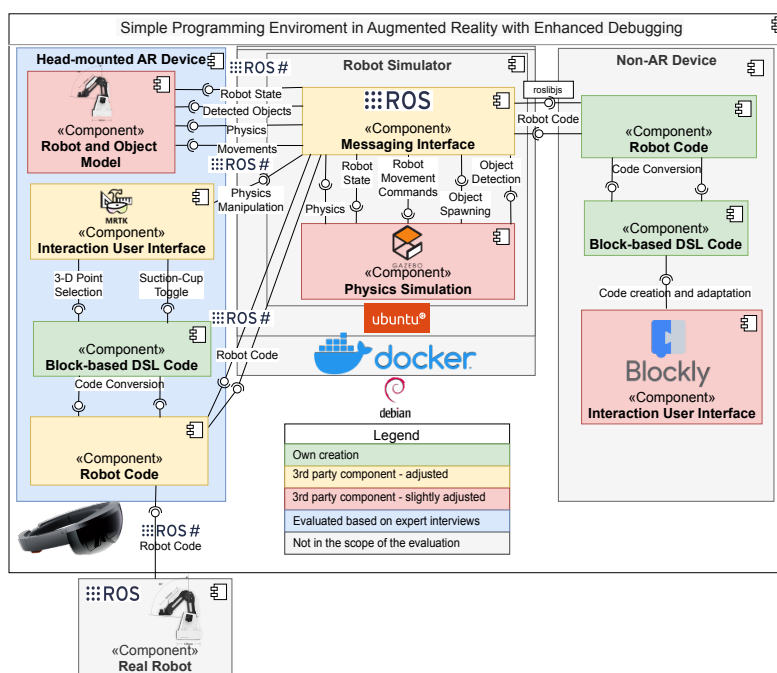 Simple Programming Enviroment in Augmented Reality with Enhanced Debugging
Head-mounted AR Device
ROS#
Robot Simulator
Non-AR Device
«Component»
Robot and Object
Model
Robot State
Detected Objects
Physics
Movements
ROS#
Physics
Manipulation
ROS
«Component»
Messaging Interface
roslibjs
Robot Code
«Component»
Robot Code
Code Conversion
«Component»
Block-based DSL Code
Code creation and adaptation
Blockly
«Component»
Interaction User Interface
MRTK
«Component»
Interaction User Interface
3-D Point
Selection
Suction-Cup
Toggle
Physics
Robot
State
Robot
Movement
Commands
Object
Spawning
Object
Detection
GAZEBO
«Component»
Physics Simulation
ubuntu®
docker
debian
ROS#
Robot Code
«Component»
Block-based DSL Code
Code Conversion
«Component»
Robot Code
ROS#
Robot Code
ROS
«Component»
Real Robot
Legend
Own creation
3rd party component - adjusted
3rd party component - slightly adjusted
Evaluated based on expert interviews
Not in the scope of the evaluation